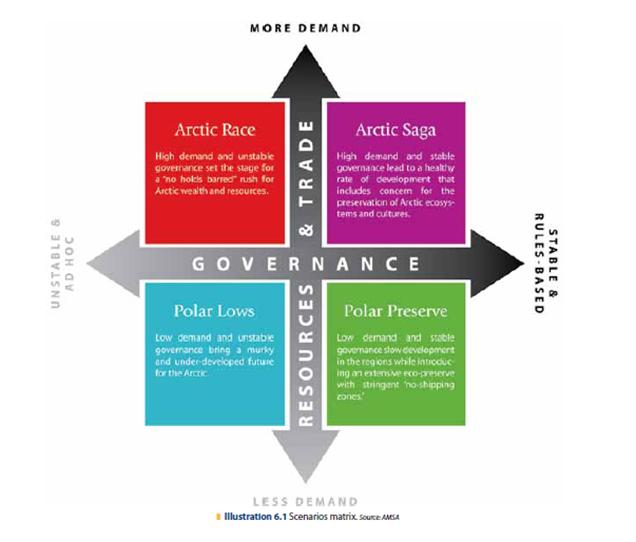 MORE DEMAND
Arctic Race
High demand and unstable
governance set the stage for
a "no holds barred" rush for
Arctic wealth and resources.
Arctic Saga
High demand and stable
governance lead to a healthy
rate of development that
includes concern for the
preservation of Arctic ecosys-
tems and cultures.
RESOURCES & TRADE
UNSTABLE &
AD HOC
GOVERNANCE
STABLE &
RULES-BASED
Polar Lows
Low demand and unstable
governance bring a murky
and under-developed future
for the Arctic.
Polar Preserve
Low demand and stable
governance slow development
in the regions while introduc-
ing an extensive eco-preserve
with stringent 'no-shipping
zones.'
LESS DEMAND
Illustration 6.1 Scenarios matrix. Source: AMSA